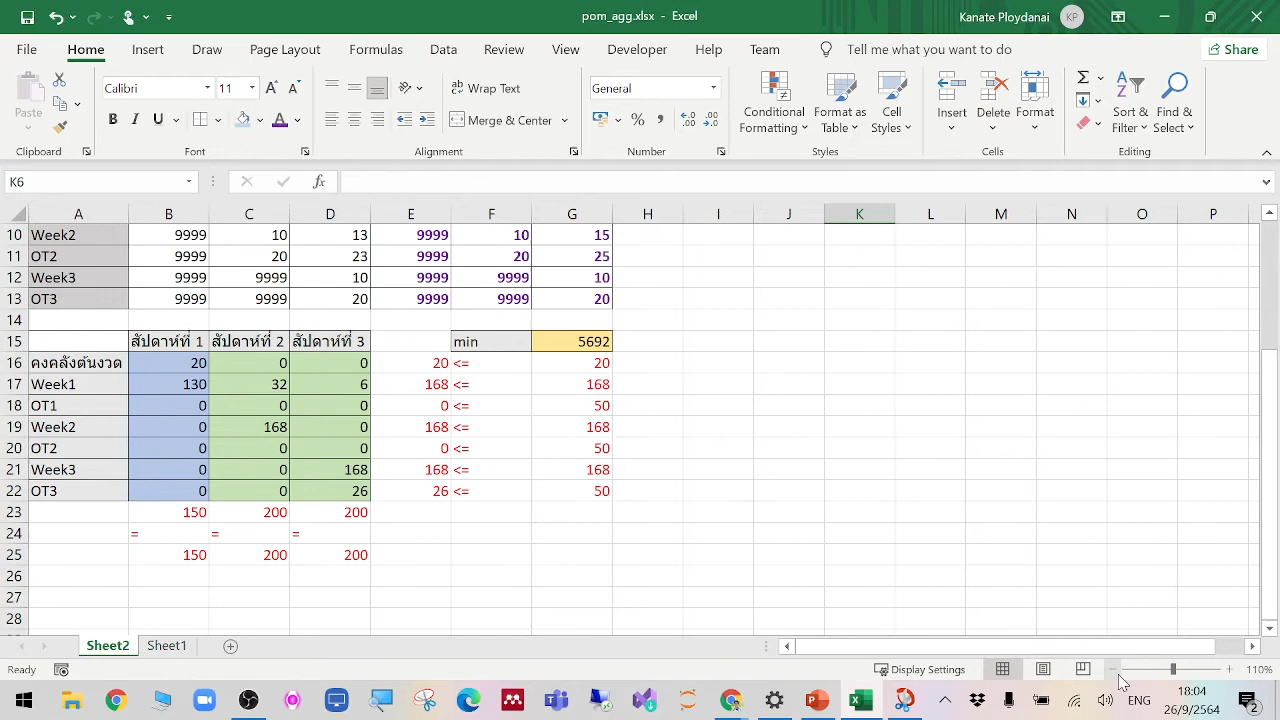 pom_agg.xlsx - Excel
Kanate Ploydanai KP
File Home Insert Draw Page Layout Formulas Data Review View Developer Help Team Tell me what you want to do Share
Calibri 11 Wrap Text General
Paste B I U Merge & Center % Conditional Formatting Format as Table Cell Styles Insert Delete Format Sort & Filter Find & Select
Clipboard Font Alignment Number Styles Cells Editing
K6 fx
A B C D E F G H I J K L M N O P
10 Week2 9999 10 13 9999 10 15
11 OT2 9999 20 23 9999 20 25
12 Week3 9999 9999 10 9999 9999 10
13 OT3 9999 9999 20 9999 9999 20
14
15 สัปดาห์ที่ 1 สัปดาห์ที่ 2 สัปดาห์ที่ 3 min 5692
16 คงคลังต้นงวด 20 0 0 20 <= 20
17 Week1 130 32 6 168 <= 168
18 OT1 0 0 0 0 <= 50
19 Week2 0 168 0 168 <= 168
20 OT2 0 0 0 0 <= 50
21 Week3 0 0 168 168 <= 168
22 OT3 0 0 26 26 <= 50
23 150 200 200
24 = = =
25 150 200 200
26
27
28
Sheet2 Sheet1
Ready Display Settings 110%
ENG 18:04 26/9/2564 2